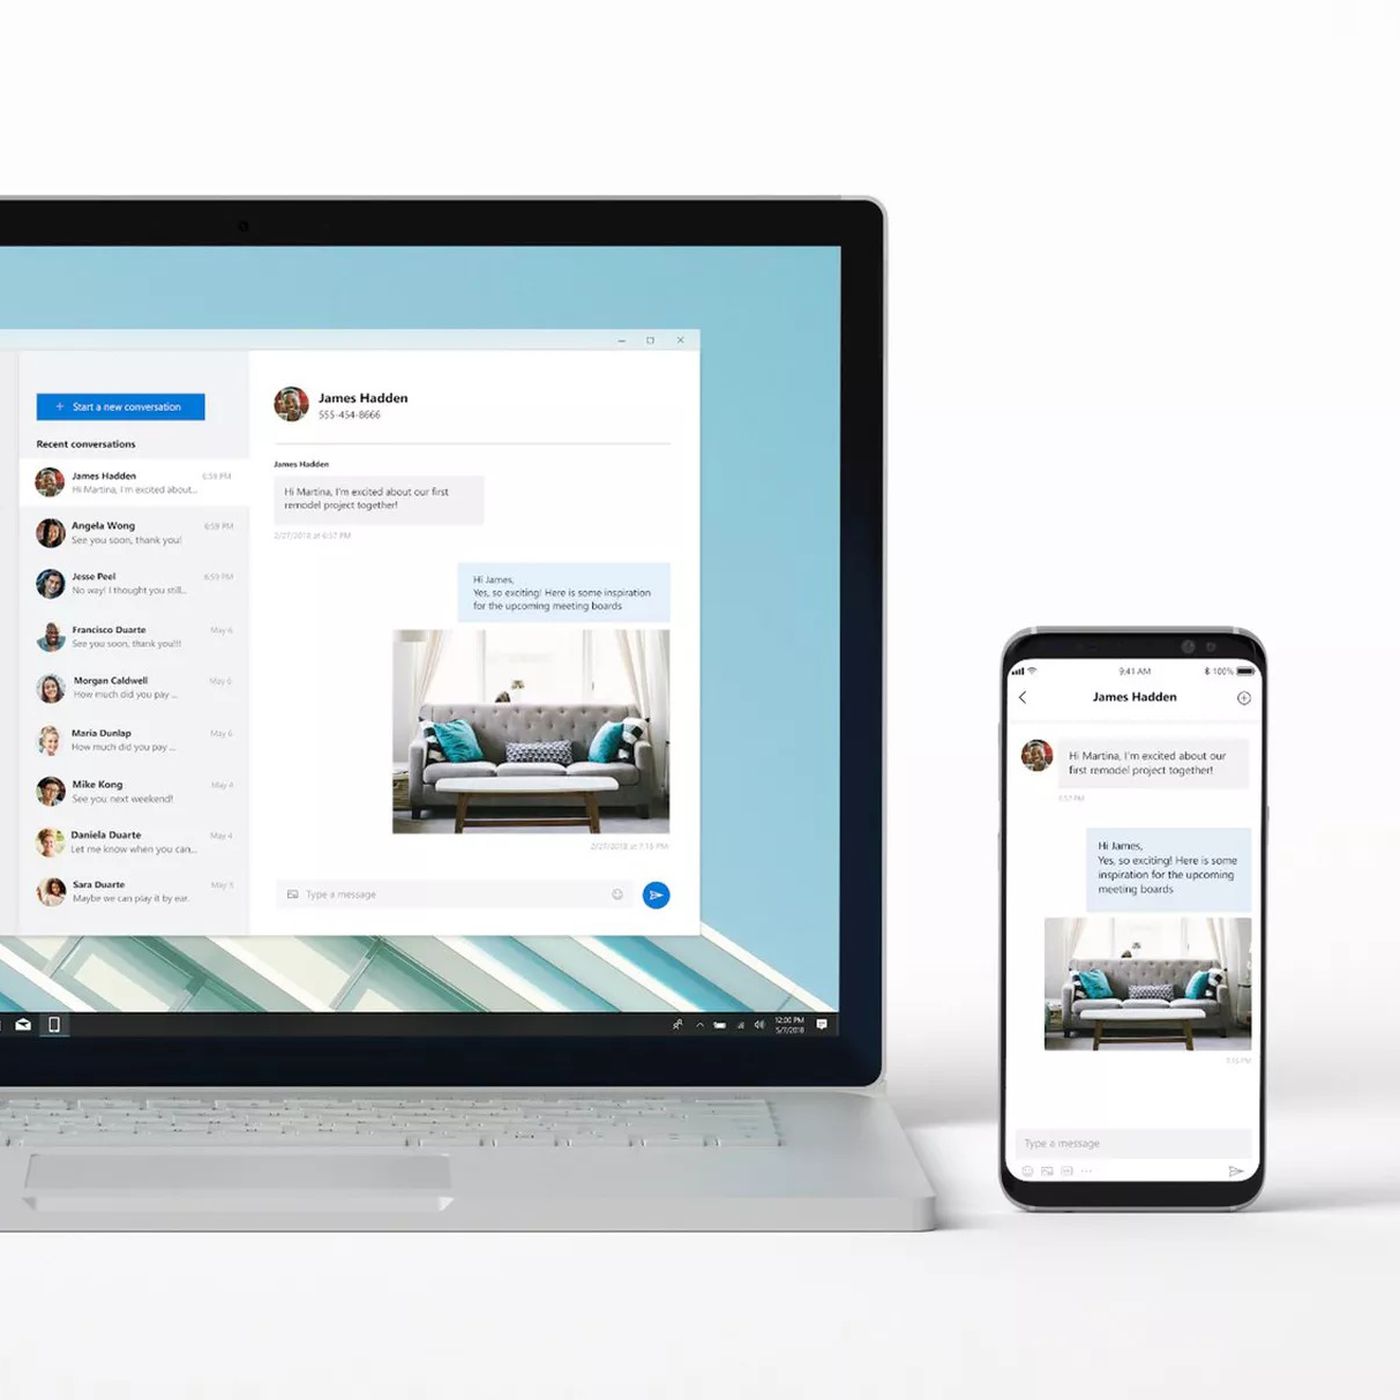 + Start a new conversation
Recent conversations
James Hadden 6:59 PM
Hi Martina, I'm excited about...
Angela Wong 6:59 PM
See you soon, thank you!
Jesse Peel 6:59 PM
No way! I thought you still...
Francisco Duarte May 6
See you soon, thank you!!!
Morgan Caldwell May 6
How much did you pay ...
Maria Dunlap May 6
How much did you pay ...
Mike Kong May 4
See you next weekend!
Daniela Duarte May 4
Let me know when you can...
Sara Duarte May 3
Maybe we can play it by ear.
James Hadden
555-454-8666
James Hadden
Hi Martina, I'm excited about our first
remodel project together!
2/27/2018 at 6:57 PM
Hi James,
Yes, so exciting! Here is some inspiration
for the upcoming meeting boards
2/27/2018 at 7:15 PM
Type a message
12:00 PM
5/7/2018
9:41 AM
100%
James Hadden
Hi Martina, I'm excited about our
first remodel project together!
6:57 PM
Hi James,
Yes, so exciting! Here is some
inspiration for the upcoming
meeting boards
7:15 PM
Type a message